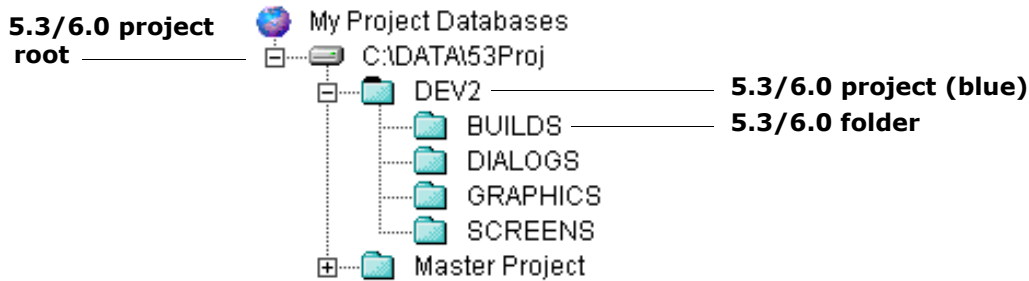 5.3/6.0 project
root
My Project Databases
C:\DATA\53Proj
DEV2
5.3/6.0 project (blue)
BUILDS
5.3/6.0 folder
DIALOGS
GRAPHICS
SCREENS
Master Project